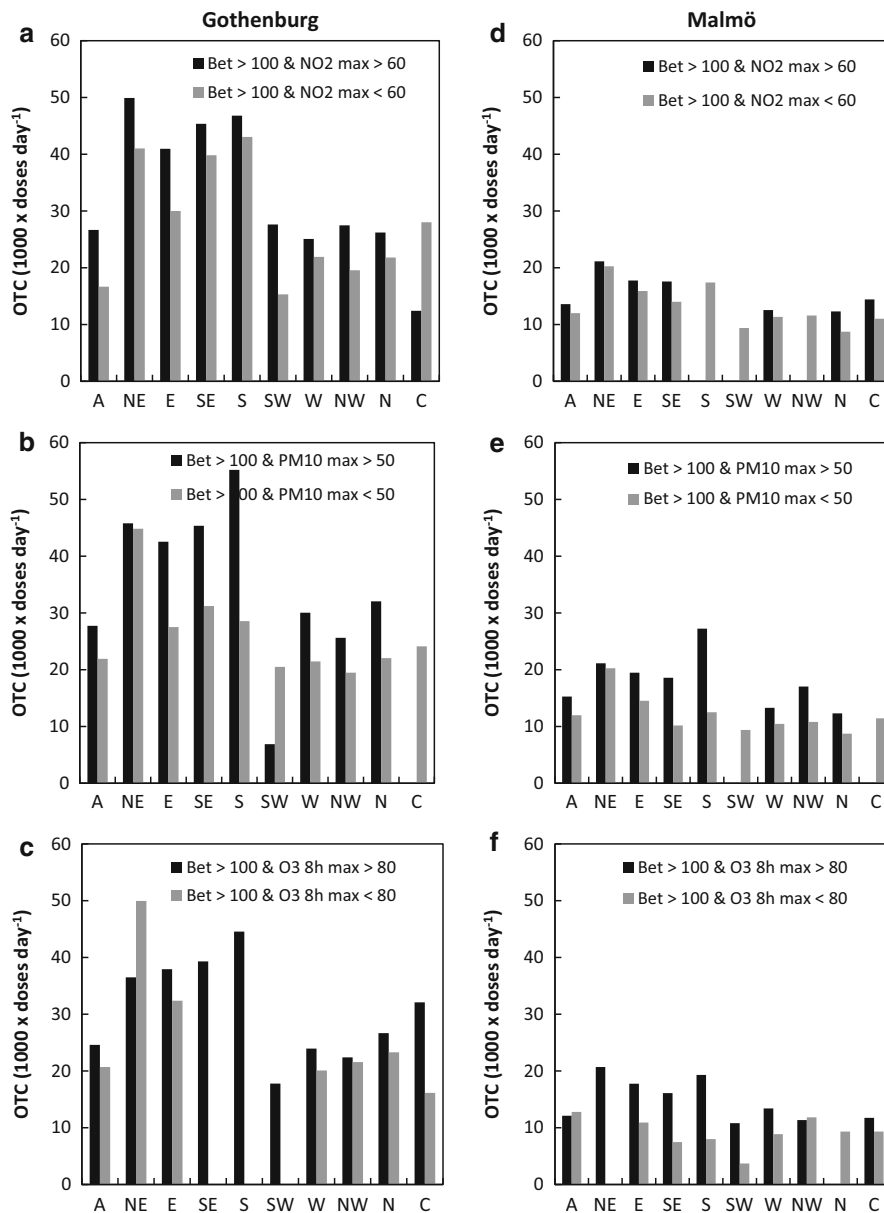 Gothenburg
a
60
50
40
30
20
10
0
OTC (1000 x doses day-1)
Bet > 100 & NO2 max > 60
Bet > 100 & NO2 max < 60
A NE E SE S SW W NW N C
b
60
50
40
30
20
10
0
OTC (1000 x doses day-1)
Bet > 100 & PM10 max > 50
Bet > 100 & PM10 max < 50
A NE E SE S SW W NW N C
c
60
50
40
30
20
10
0
OTC (1000 x doses day-1)
Bet > 100 & O3 8h max > 80
Bet > 100 & O3 8h max < 80
A NE E SE S SW W NW N C
Malmö
d
60
50
40
30
20
10
0
OTC (1000 x doses day-1)
Bet > 100 & NO2 max > 60
Bet > 100 & NO2 max < 60
A NE E SE S SW W NW N C
e
60
50
40
30
20
10
0
OTC (1000 x doses day-1)
Bet > 100 & PM10 max > 50
Bet > 100 & PM10 max < 50
A NE E SE S SW W NW N C
f
60
50
40
30
20
10
0
OTC (1000 x doses day-1)
Bet > 100 & O3 8h max > 80
Bet > 100 & O3 8h max < 80
A NE E SE S SW W NW N C